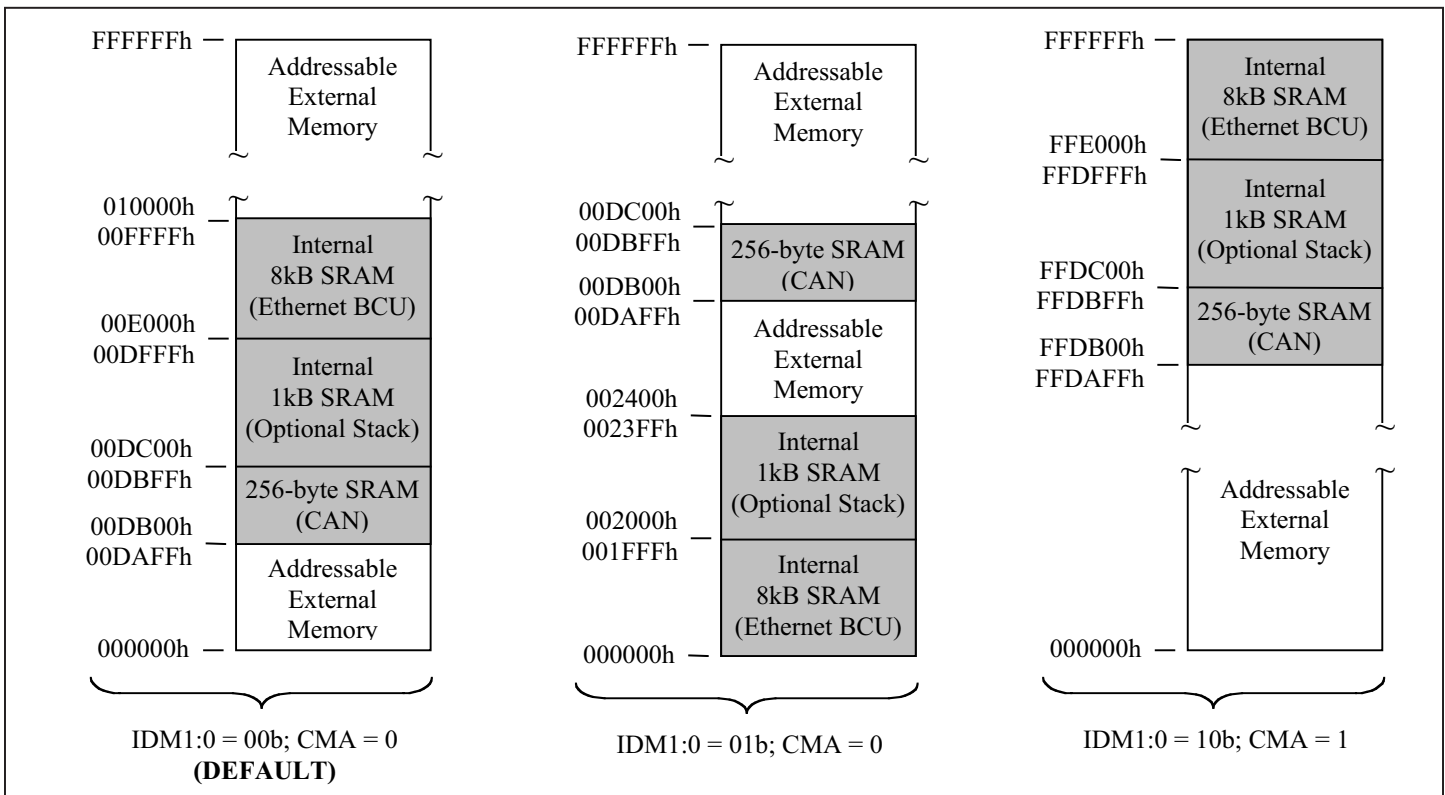 FFFFFFh
Addressable
External
Memory
~ ~
~ ~
010000h
00FFFFh
Internal
8kB SRAM
(Ethernet BCU)
00E000h
00DFFFh
Internal
1kB SRAM
(Optional Stack)
00DC00h
00DBFFh
256-byte SRAM
(CAN)
00DB00h
00DAFFh
Addressable
External
Memory
000000h
IDM1:0 = 00b; CMA = 0
(DEFAULT)
FFFFFFh
Addressable
External
Memory
~ ~
~ ~
00DC00h
00DBFFh
256-byte SRAM
(CAN)
00DB00h
00DAFFh
Addressable
External
Memory
002400h
0023FFh
Internal
1kB SRAM
(Optional Stack)
002000h
001FFFh
Internal
8kB SRAM
(Ethernet BCU)
000000h
IDM1:0 = 01b; CMA = 0
FFFFFFh
Internal
8kB SRAM
(Ethernet BCU)
FFE000h
FFDFFFh
Internal
1kB SRAM
(Optional Stack)
FFDC00h
FFDBFFh
256-byte SRAM
(CAN)
FFDB00h
FFDAFFh
~ ~
~ ~
Addressable
External
Memory
000000h
IDM1:0 = 10b; CMA = 1